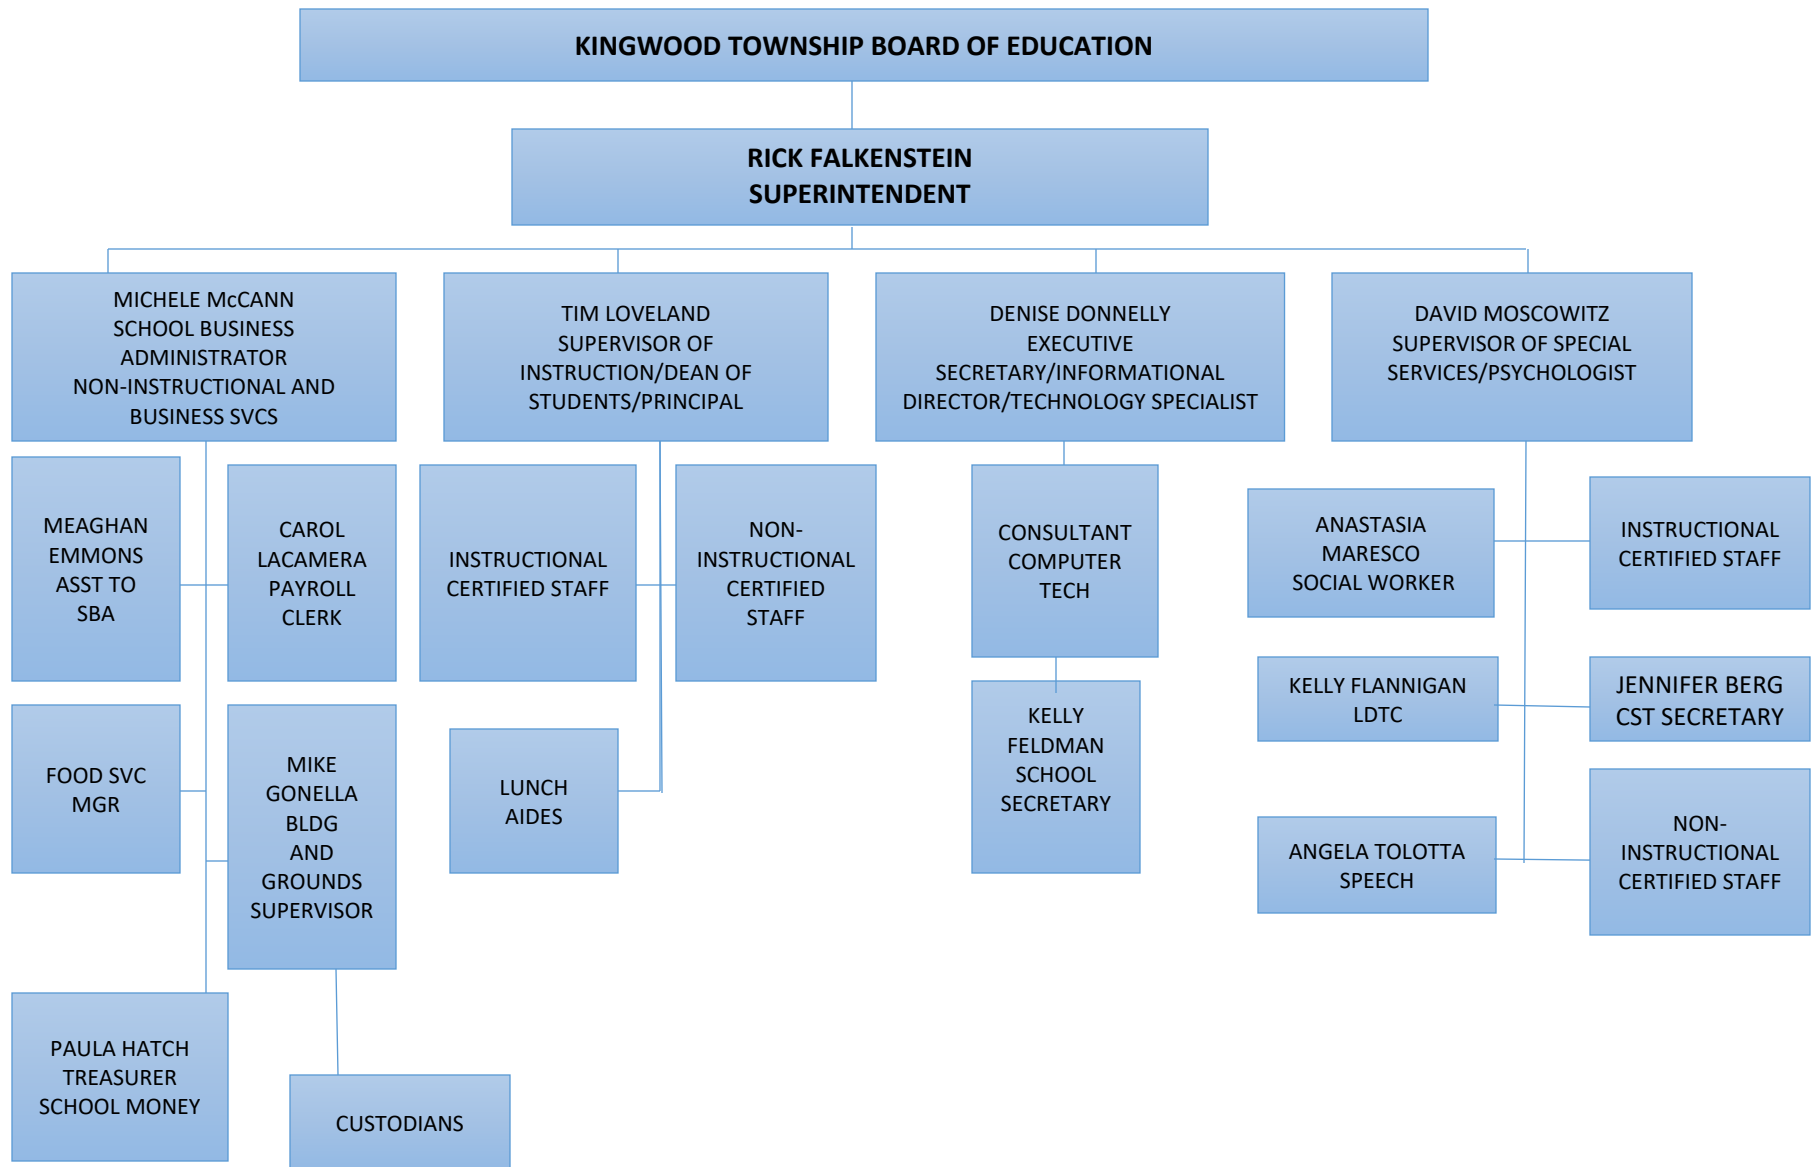 KINGWOOD TOWNSHIP BOARD OF EDUCATION
RICK FALKENSTEIN
SUPERINTENDENT
MICHELE McCANN
SCHOOL BUSINESS
ADMINISTRATOR
NON-INSTRUCTIONAL AND
BUSINESS SVCS
TIM LOVELAND
SUPERVISOR OF
INSTRUCTION/DEAN OF
STUDENTS/PRINCIPAL
DENISE DONNELLY
EXECUTIVE
SECRETARY/INFORMATIONAL
DIRECTOR/TECHNOLOGY SPECIALIST
DAVID MOSCOWITZ
SUPERVISOR OF SPECIAL
SERVICES/PSYCHOLOGIST
MEAGHAN
EMMONS
ASST TO
SBA
CAROL
LACAMERA
PAYROLL
CLERK
INSTRUCTIONAL
CERTIFIED STAFF
NON-
INSTRUCTIONAL
CERTIFIED
STAFF
CONSULTANT
COMPUTER
TECH
ANASTASIA
MARESCO
SOCIAL WORKER
INSTRUCTIONAL
CERTIFIED STAFF
KELLY FLANNIGAN
LDTC
JENNIFER BERG
CST SECRETARY
FOOD SVC
MGR
MIKE
GONELLA
BLDG
AND
GROUNDS
SUPERVISOR
LUNCH
AIDES
KELLY
FELDMAN
SCHOOL
SECRETARY
ANGELA TOLOTTA
SPEECH
NON-
INSTRUCTIONAL
CERTIFIED STAFF
PAULA HATCH
TREASURER
SCHOOL MONEY
CUSTODIANS